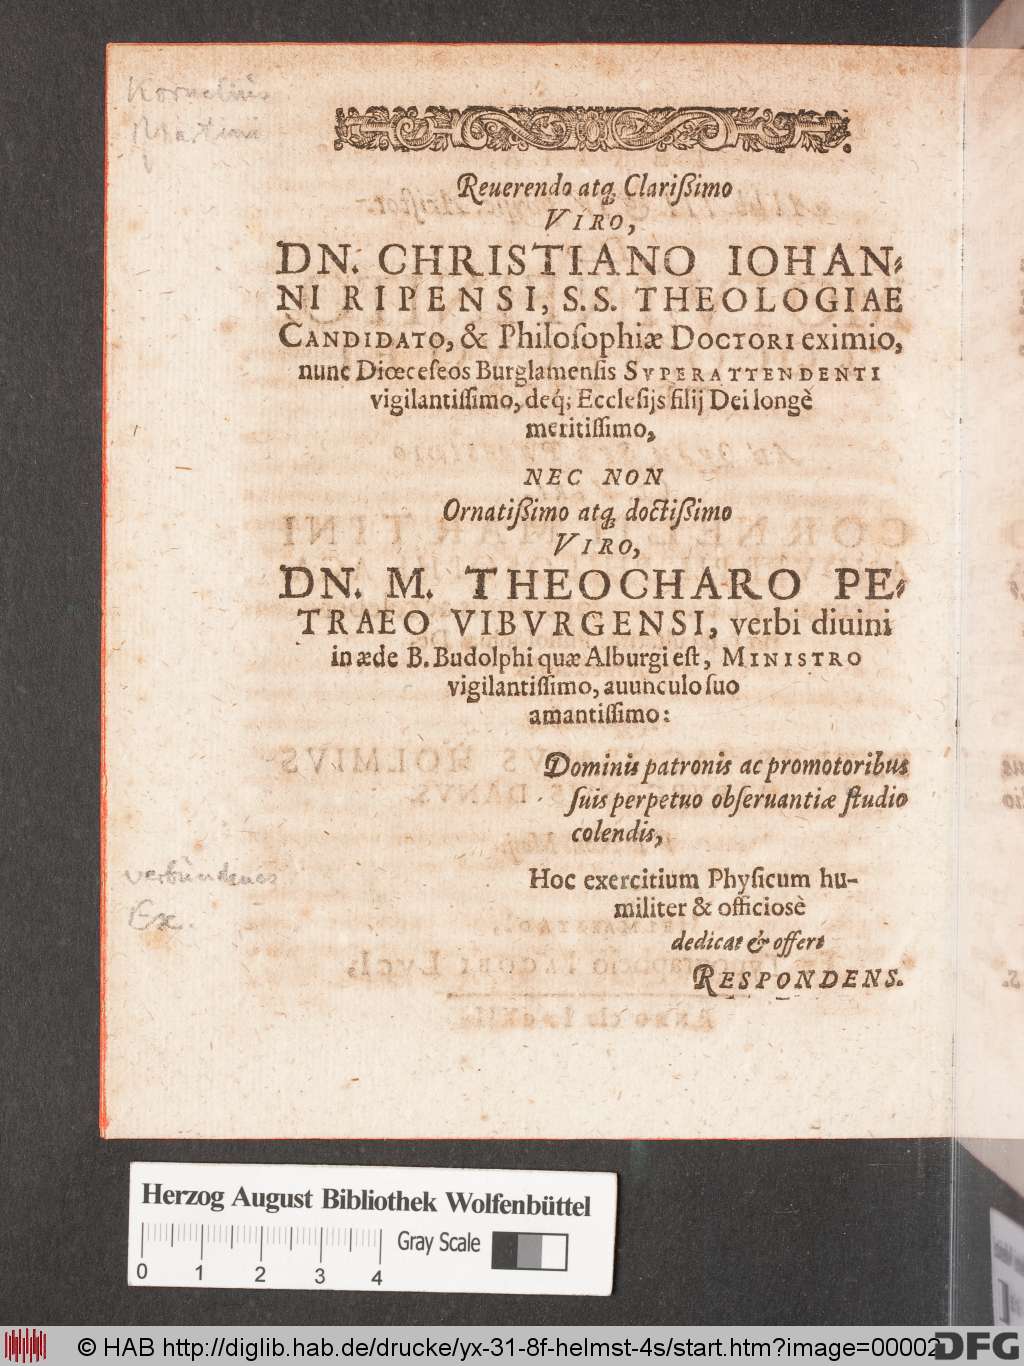 Kornelius
Martini
Reuerendo atq; Clarißimo
VIRO,
DN. CHRISTIANO IOHAN-
NI RIPENSI, S.S. THEOLOGIAE
CANDIDATO, & Philoſophiæ DOCTORI eximio,
nunc Diœceſeos Burglamenſis SVPERATTENDENTI
vigilantiſſimo, deq́; Eccleſijs filij Dei longè
meritiſſimo,
NEC NON
Ornatißimo atq; doctißimo
VIRO,
DN. M. THEOCHARO PE-
TRAEO VIBVRGENSI, verbi diuini
in æde B. Budolphi quæ Alburgi eſt, MINISTRO
vigilantiſſimo, auunculo ſuo
amantiſſimo:
Dominis patronis ac promotoribus
ſuis perpetuo obſeruantiæ ſtudio
colendis,
Hoc exercitium Phyſicum hu-
militer & officiosè
dedicat & offert
RESPONDENS.
verbundenes
Ex.
Herzog August Bibliothek Wolfenbüttel
Gray Scale
0 1 2 3 4
© HAB http://diglib.hab.de/drucke/yx-31-8f-helmst-4s/start.htm?image=00002
DFG